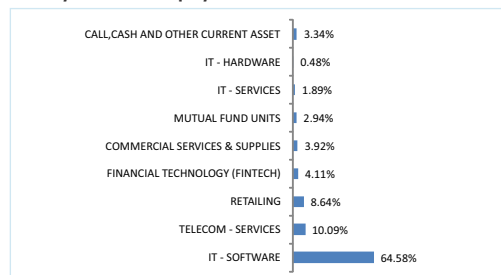 CALL,CASH AND OTHER CURRENT ASSET 3.34%
IT - HARDWARE 0.48%
IT - SERVICES 1.89%
MUTUAL FUND UNITS 2.94%
COMMERCIAL SERVICES & SUPPLIES 3.92%
FINANCIAL TECHNOLOGY (FINTECH) 4.11%
RETAILING 8.64%
TELECOM - SERVICES 10.09%
IT - SOFTWARE 64.58%